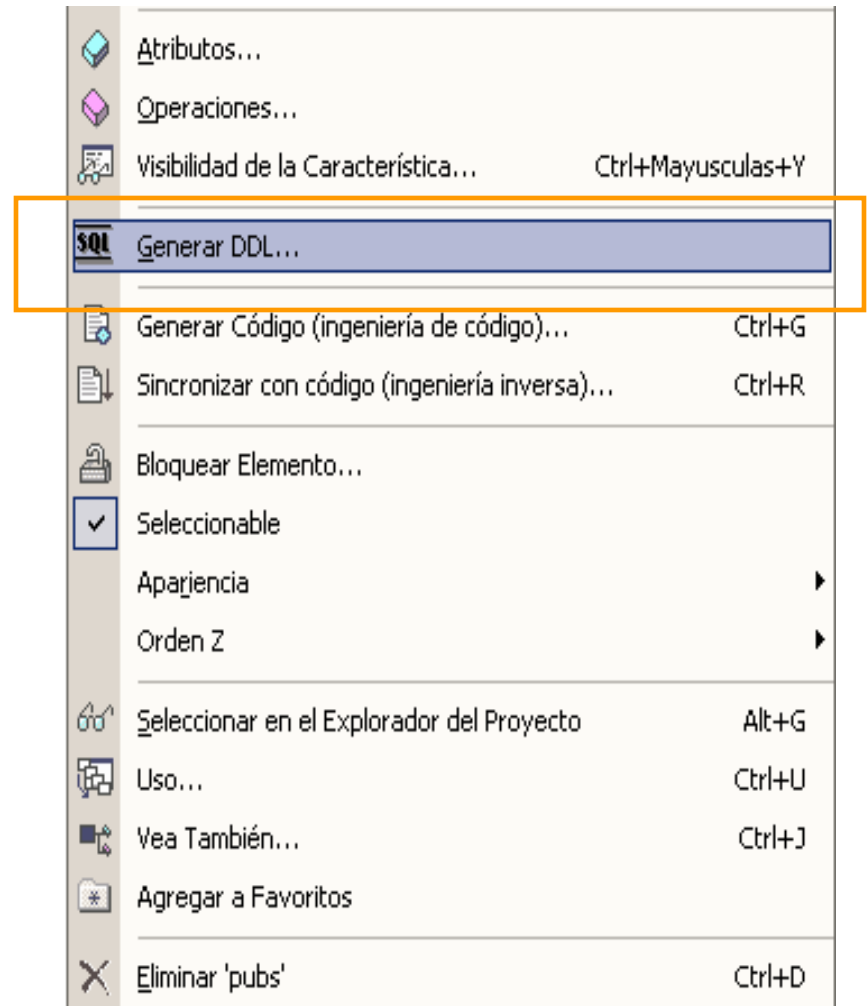 Atributos...
Operaciones...
Visibilidad de la Característica... Ctrl+Mayusculas+Y
SQL Generar DDL...
Generar Código (ingeniería de código)... Ctrl+G
Sincronizar con código (ingeniería inversa)... Ctrl+R
Bloquear Elemento...
Seleccionable
Apariencia
Orden Z
Seleccionar en el Explorador del Proyecto Alt+G
Uso... Ctrl+U
Vea También... Ctrl+J
Agregar a Favoritos
Eliminar 'pubs' Ctrl+D